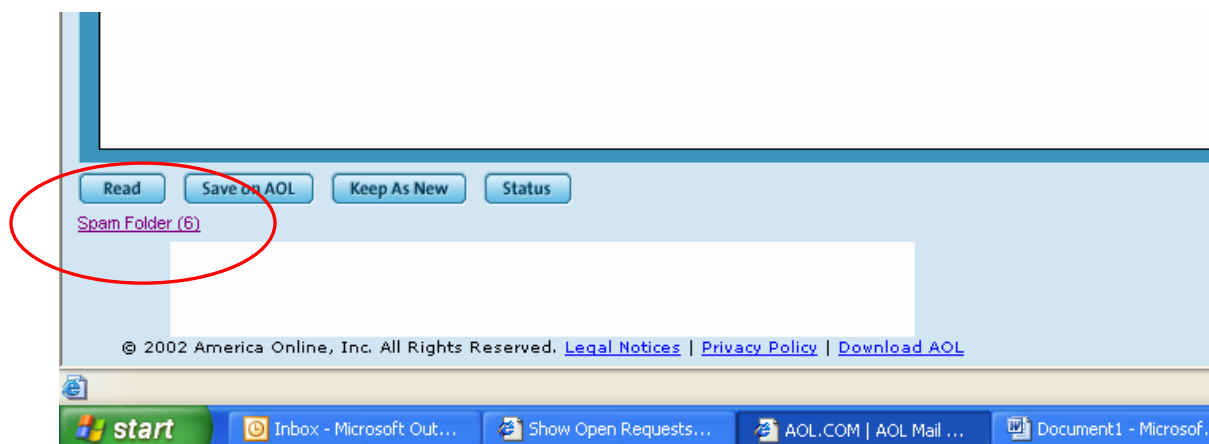 Read Save on AOL Keep As New Status
Spam Folder (6)
© 2002 America Online, Inc. All Rights Reserved. Legal Notices | Privacy Policy | Download AOL
start Inbox - Microsoft Out... Show Open Requests... AOL.COM | AOL Mail ... Document1 - Microsof.